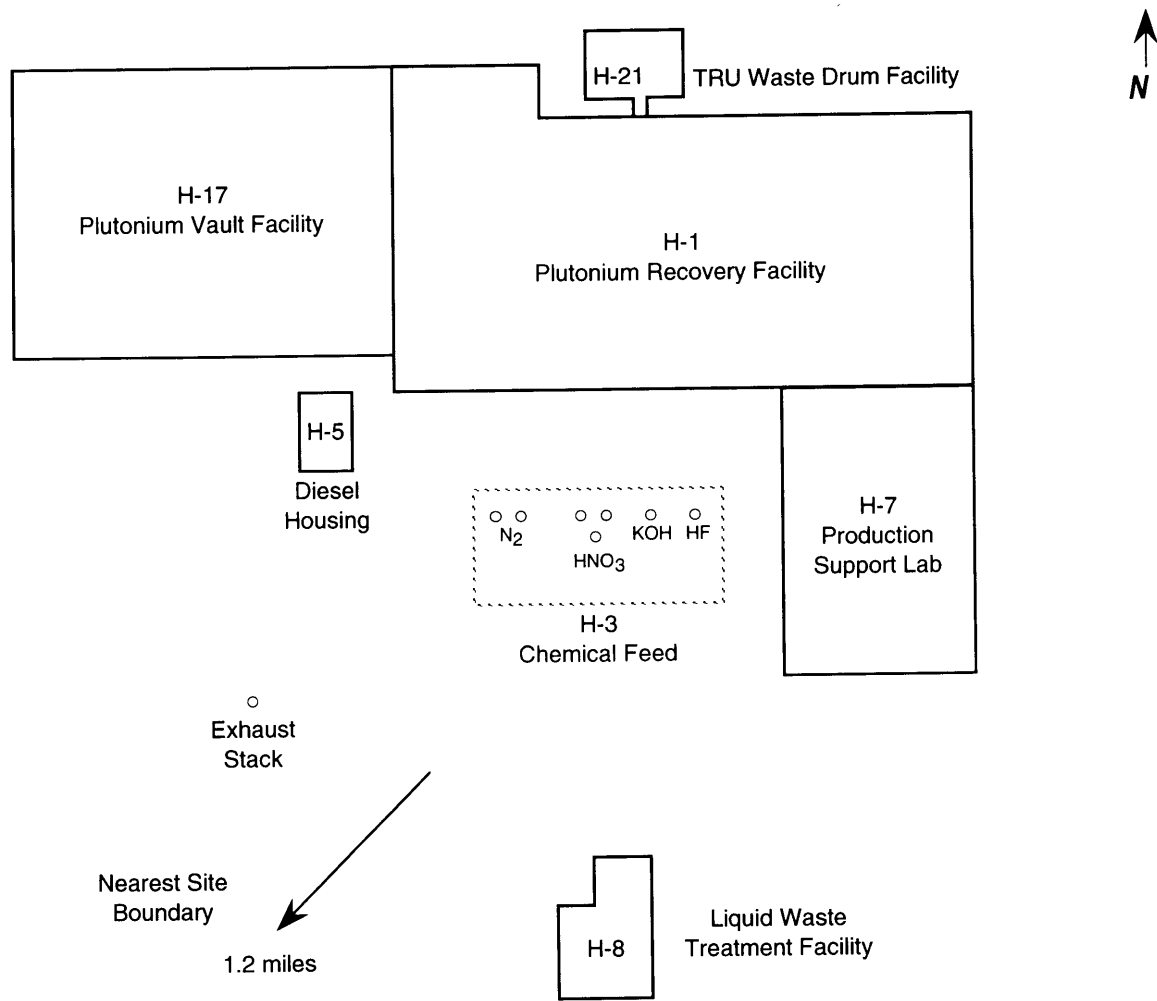 H-21
TRU Waste Drum Facility
N
H-17
Plutonium Vault Facility
H-1
Plutonium Recovery Facility
H-5
Diesel
Housing
N2
HNO3
KOH
HF
H-3
Chemical Feed
H-7
Production
Support Lab
Exhaust
Stack
Nearest Site
Boundary
1.2 miles
H-8
Liquid Waste
Treatment Facility